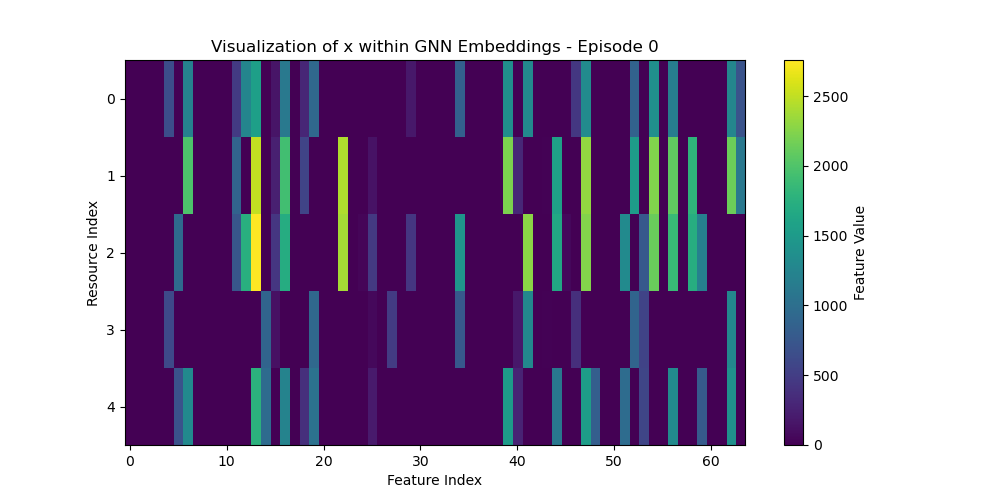 Visualization of x within GNN Embeddings - Episode 0
Resource Index
0
1
2
3
4
0 10 20 30 40 50 60
Feature Index
2500
2000
1500
1000
500
0
Feature Value